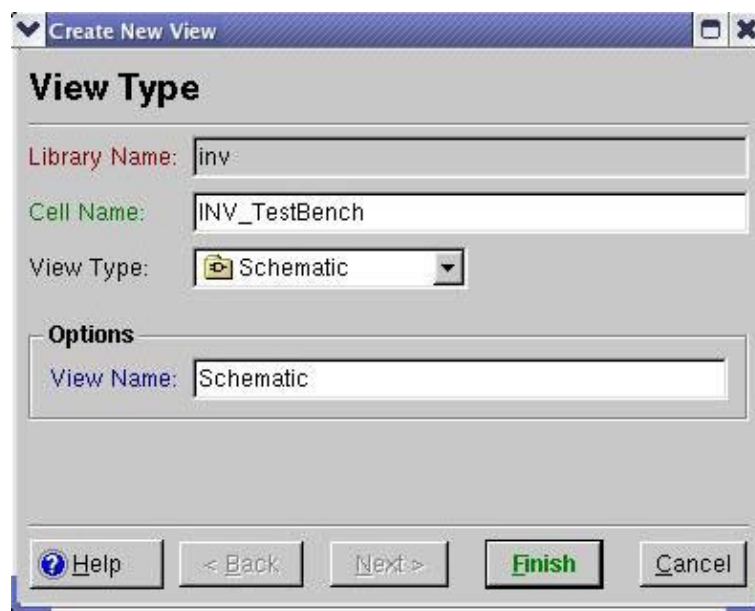 Create New View
View Type
Library Name: inv
Cell Name: INV_TestBench
View Type: Schematic
Options
View Name: Schematic
Help < Back Next > Finish Cancel